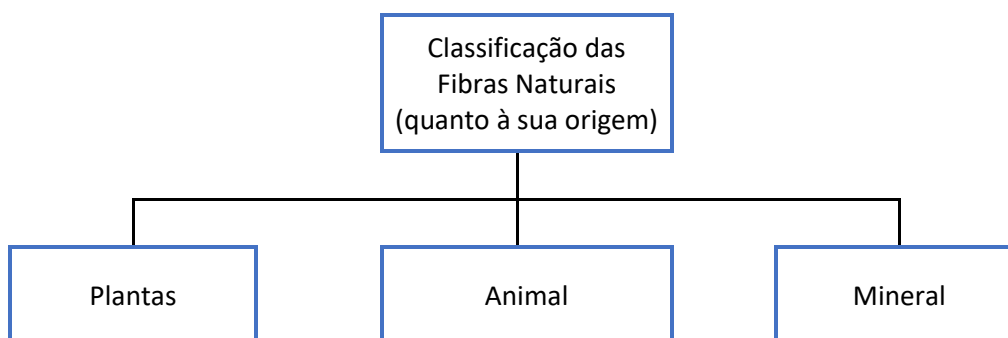 Classificação das
Fibras Naturais
(quanto à sua origem)
Plantas
Animal
Mineral